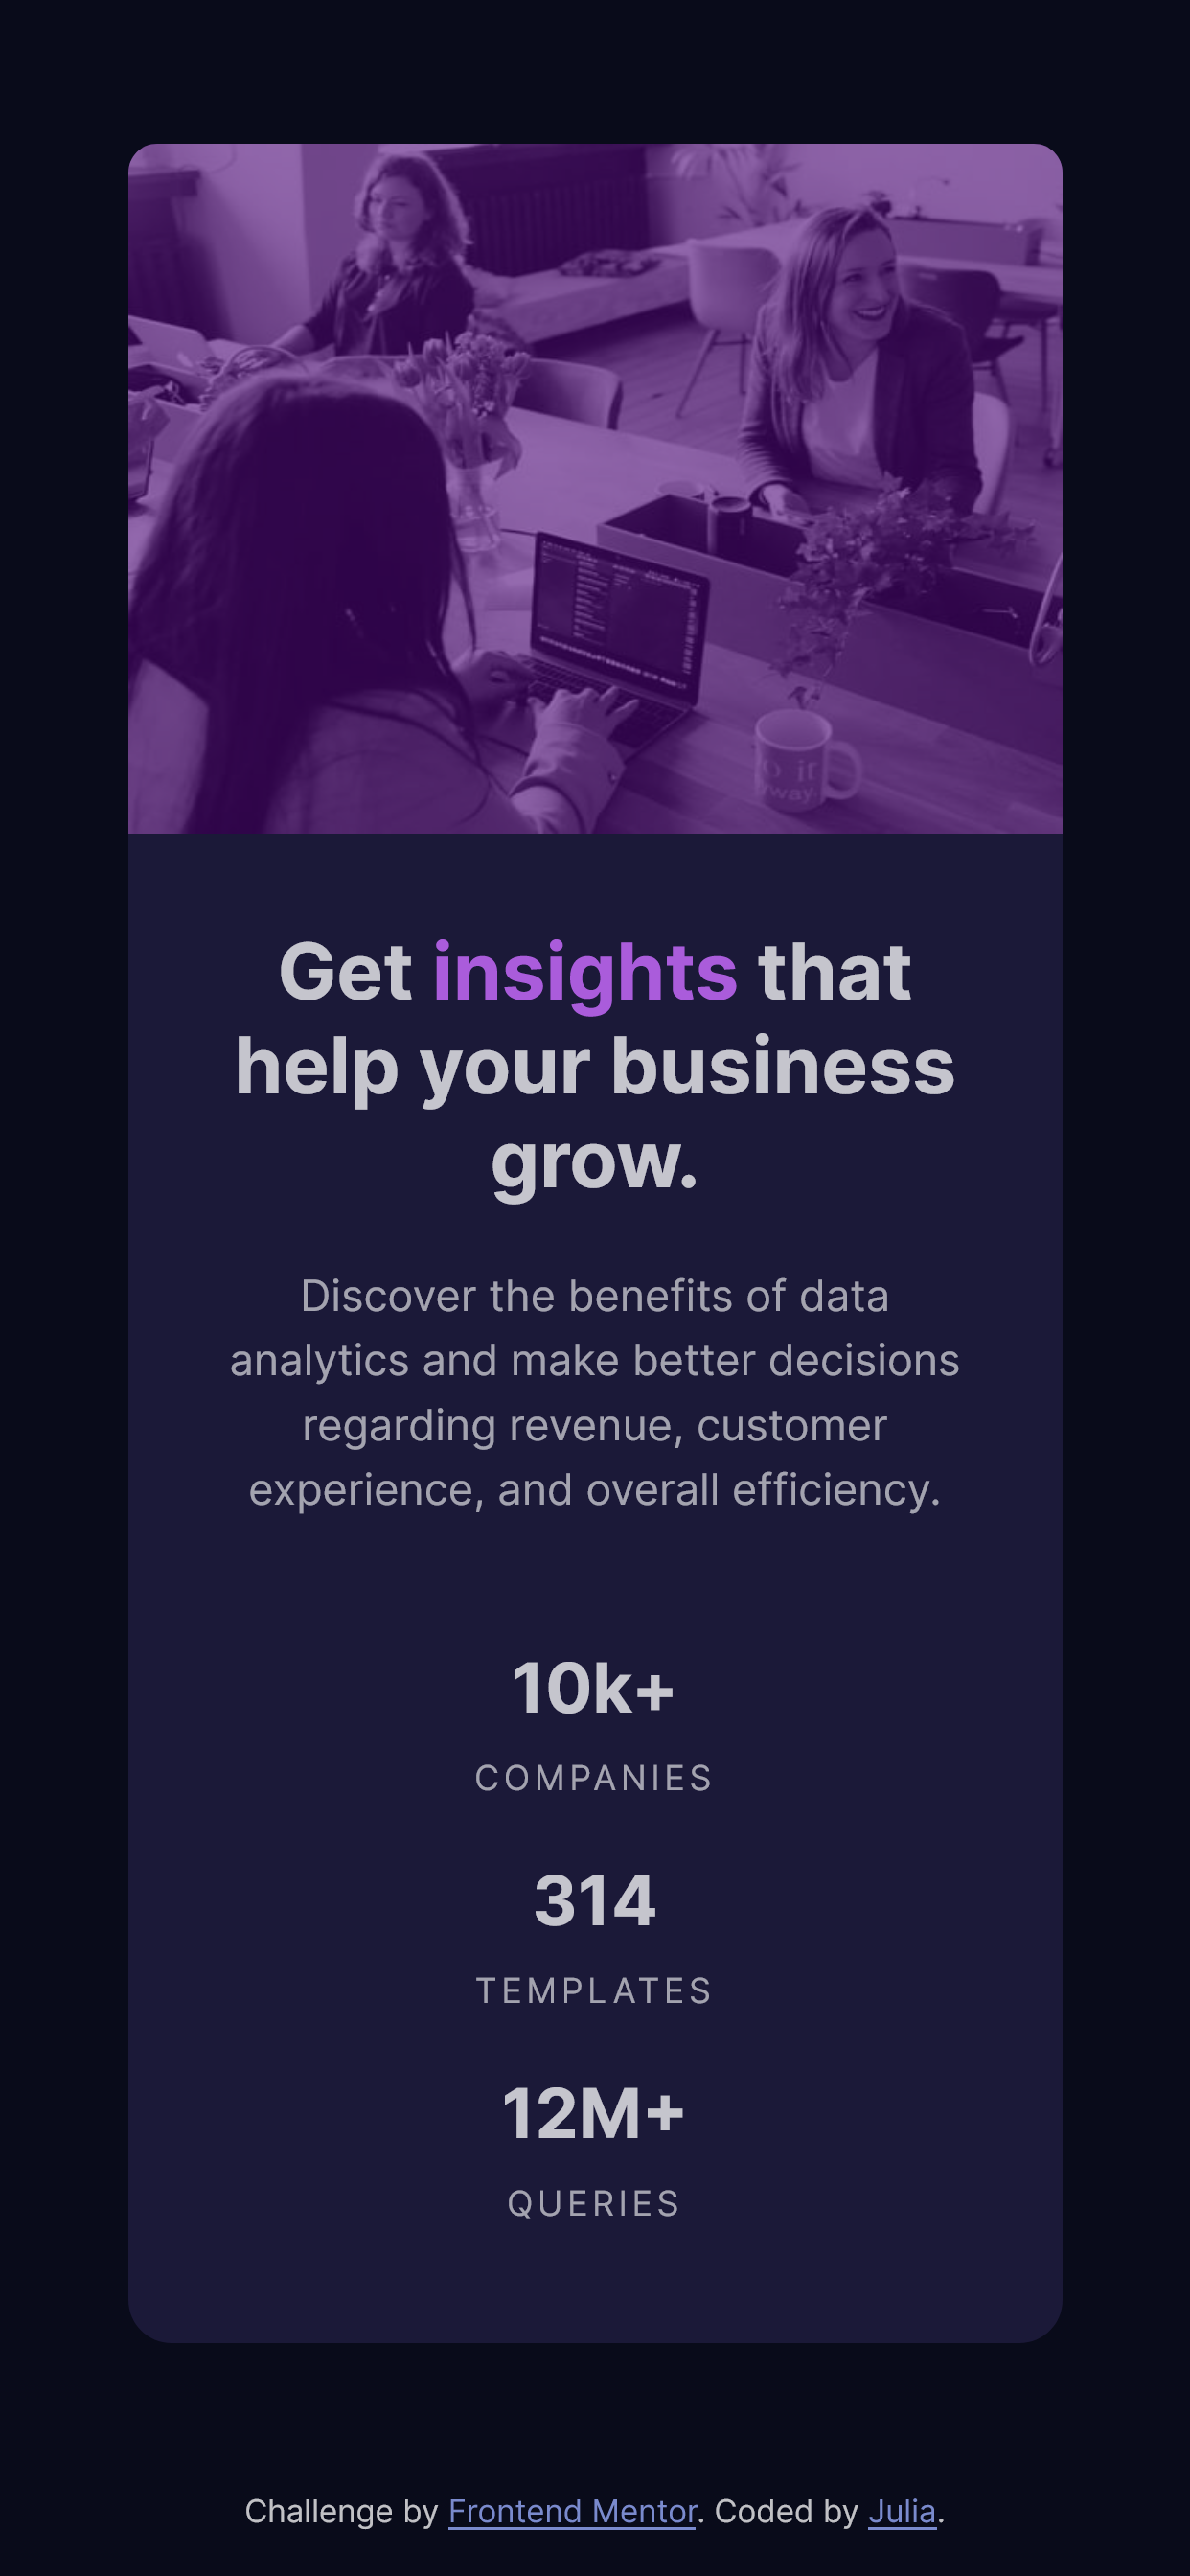 Get insights that
help your business
grow.
Discover the benefits of data
analytics and make better decisions
regarding revenue, customer
experience, and overall efficiency.
10k+
COMPANIES
314
TEMPLATES
12M+
QUERIES
Challenge by Frontend Mentor. Coded by Julia.